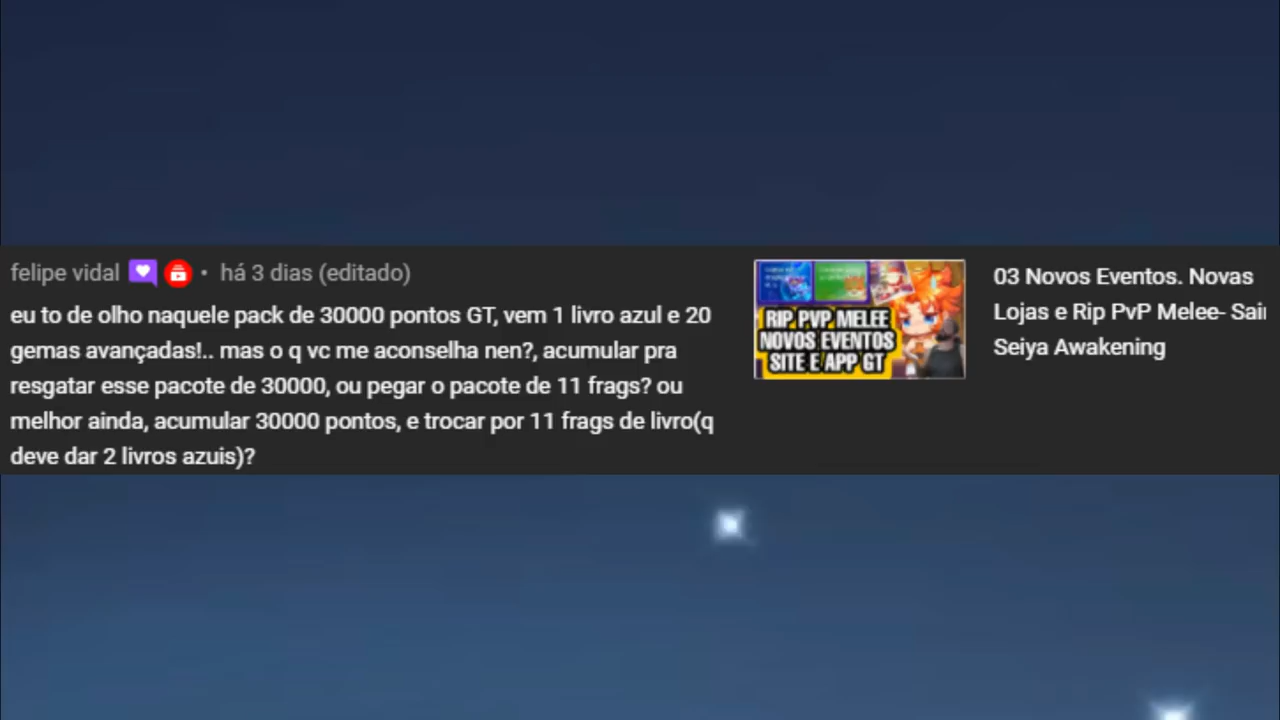 felipe vidal • há 3 dias (editado)
eu to de olho naquele pack de 30000 pontos GT, vem 1 livro azul e 20
gemas avançadas!.. mas o q vc me aconselha nen?, acumular pra
resgatar esse pacote de 30000, ou pegar o pacote de 11 frags? ou
melhor ainda, acumular 30000 pontos, e trocar por 11 frags de livro(q
deve dar 2 livros azuis)?
RIP PVP MELEE
NOVOS EVENTOS
SITE E APP GT
03 Novos Eventos. Novas
Lojas e Rip PvP Melee- Sain
Seiya Awakening